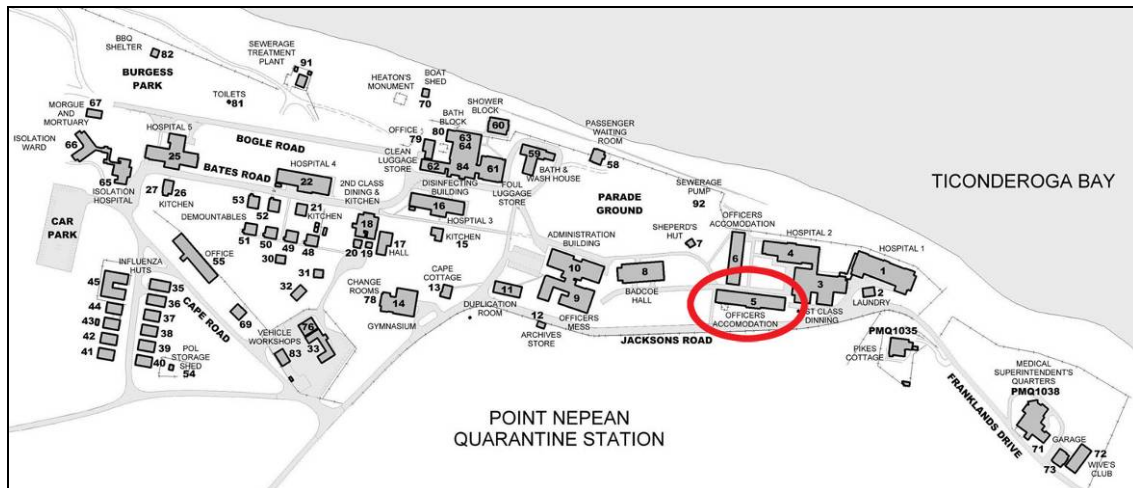 BBQ
SHELTER
82
BURGESS
PARK
SEWERAGE
TREATMENT
PLANT
91
TOILETS
81
HEATON'S
MONUMENT
BOAT
SHED
70
MORGUE
AND
MORTUARY
67
ISOLATION
WARD
66
65
ISOLATION
HOSPITAL
HOSPITAL 5
25
BOGLE ROAD
BATES ROAD
27
26
KITCHEN
HOSPITAL 4
22
OFFICE
79
80
BATH
BLOCK
63
64
SHOWER
BLOCK
60
CLEAN
LUGGAGE
STORE
62
84
61
DISINFECTING
BUILDING
FOUL
LUGGAGE
STORE
59
BATH &
WASH HOUSE
PASSENGER
WAITING
ROOM
58
TICONDEROGA BAY
PARADE
GROUND
SEWERAGE
PUMP
92
2ND CLASS
DINING &
KITCHEN
18
20
19
17
HALL
16
HOSPTIAL 3
KITCHEN
15
DEMOUNTABLES
53
52
21
KITCHEN
51
50
49
48
30
31
32
CAR
PARK
OFFICE
55
INFLUENZA
HUTS
45
44
43
42
41
35
36
37
38
39
40
POL
STORAGE
SHED
54
CAPE ROAD
69
VEHICLE
WORKSHOPS
83
76
33
CHANGE
ROOMS
78
14
GYMNASIUM
CAPE
COTTAGE
13
11
DUPLICATION
ROOM
12
ARCHIVES
STORE
ADMINISTRATION
BUILDING
10
9
OFFICERS
MESS
8
BADCOE
HALL
SHEPERD'S
HUT
7
OFFICERS
ACCOMODATION
6
5
OFFICERS
ACCOMODATION
HOSPITAL 2
4
HOSPITAL 1
1
3
2
LAUNDRY
ST CLASS
DINNING
JACKSONS ROAD
PMQ1035
PIKES
COTTAGE
FRANKLANDS DRIVE
MEDICAL
SUPERINTENDENT'S
QUARTERS
PMQ1038
71
GARAGE
73
72
WIVE'S
CLUB
POINT NEPEAN
QUARANTINE STATION